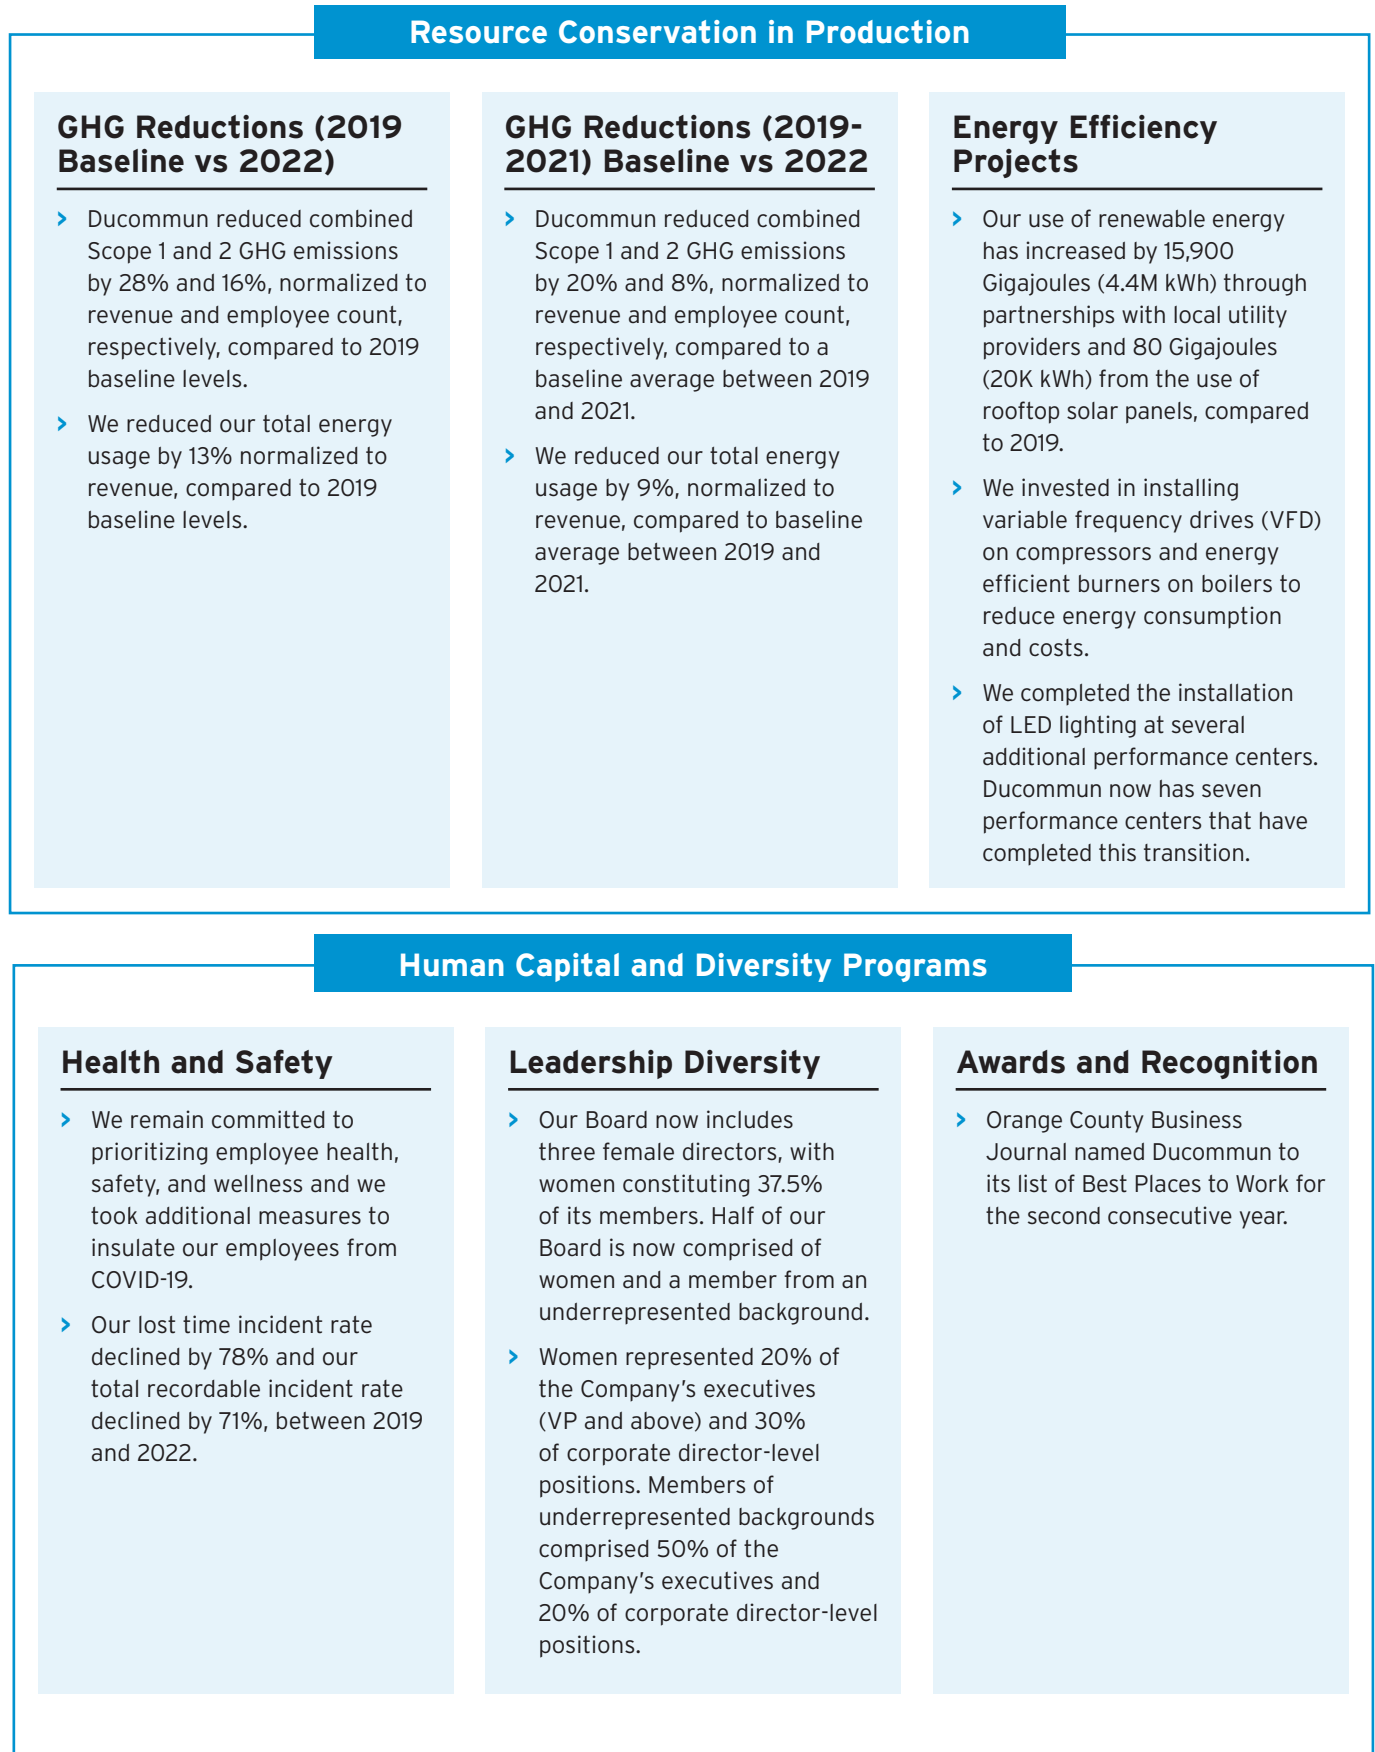 Resource Conservation in Production
GHG Reductions (2019
Baseline vs 2022)
> Ducommun reduced combined
Scope 1 and 2 GHG emissions
by 28% and 16%, normalized to
revenue and employee count,
respectively, compared to 2019
baseline levels.
> We reduced our total energy
usage by 13% normalized to
revenue, compared to 2019
baseline levels.
GHG Reductions (2019-
2021) Baseline vs 2022
> Ducommun reduced combined
Scope 1 and 2 GHG emissions
by 20% and 8%, normalized to
revenue and employee count,
respectively, compared to a
baseline average between 2019
and 2021.
> We reduced our total energy
usage by 9%, normalized to
revenue, compared to baseline
average between 2019 and
2021.
Energy Efficiency
Projects
> Our use of renewable energy
has increased by 15,900
Gigajoules (4.4M kWh) through
partnerships with local utility
providers and 80 Gigajoules
(20K kWh) from the use of
rooftop solar panels, compared
to 2019.
> We invested in installing
variable frequency drives (VFD)
on compressors and energy
efficient burners on boilers to
reduce energy consumption
and costs.
> We completed the installation
of LED lighting at several
additional performance centers.
Ducommun now has seven
performance centers that have
completed this transition.
Human Capital and Diversity Programs
Health and Safety
> We remain committed to
prioritizing employee health,
safety, and wellness and we
took additional measures to
insulate our employees from
COVID-19.
> Our lost time incident rate
declined by 78% and our
total recordable incident rate
declined by 71%, between 2019
and 2022.
Leadership Diversity
> Our Board now includes
three female directors, with
women constituting 37.5%
of its members. Half of our
Board is now comprised of
women and a member from an
underrepresented background.
> Women represented 20% of
the Company's executives
(VP and above) and 30%
of corporate director-level
positions. Members of
underrepresented backgrounds
comprised 50% of the
Company's executives and
20% of corporate director-level
positions.
Awards and Recognition
> Orange County Business
Journal named Ducommun to
its list of Best Places to Work for
the second consecutive year.